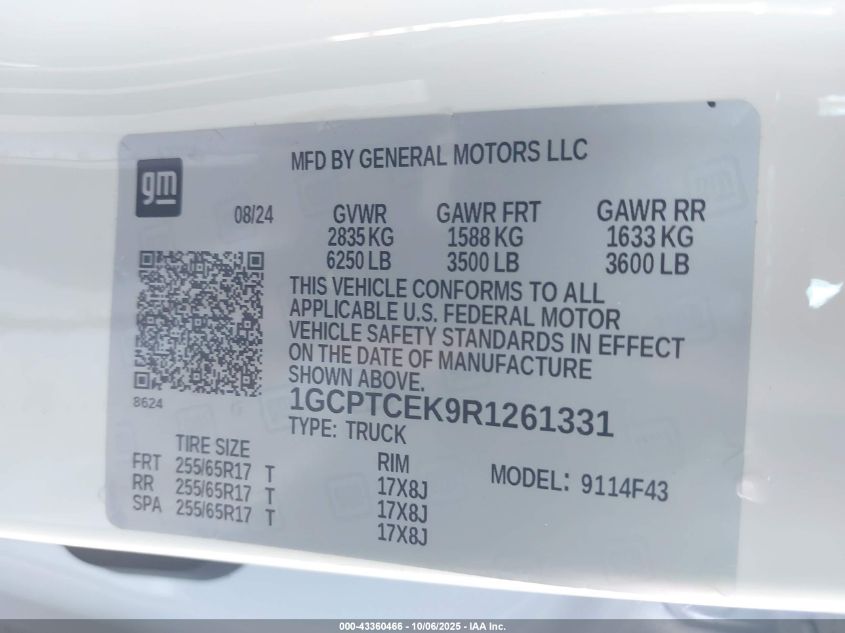 MFD BY GENERAL MOTORS LLC
gm
08/24
GVWR GAWR FRT GAWR RR
2835 KG 1588 KG 1633 KG
6250 LB 3500 LB 3600 LB
THIS VEHICLE CONFORMS TO ALL
APPLICABLE U.S. FEDERAL MOTOR
VEHICLE SAFETY STANDARDS IN EFFECT
ON THE DATE OF MANUFACTURE
SHOWN ABOVE.
8624
1GCPTCEK9R1261331
TYPE: TRUCK
TIRE SIZE RIM MODEL: 9114F43
FRT 255/65R17 T 17X8J
RR 255/65R17 T 17X8J
SPA 255/65R17 T 17X8J
000-43360466 - 10/06/2025 - IAA Inc.